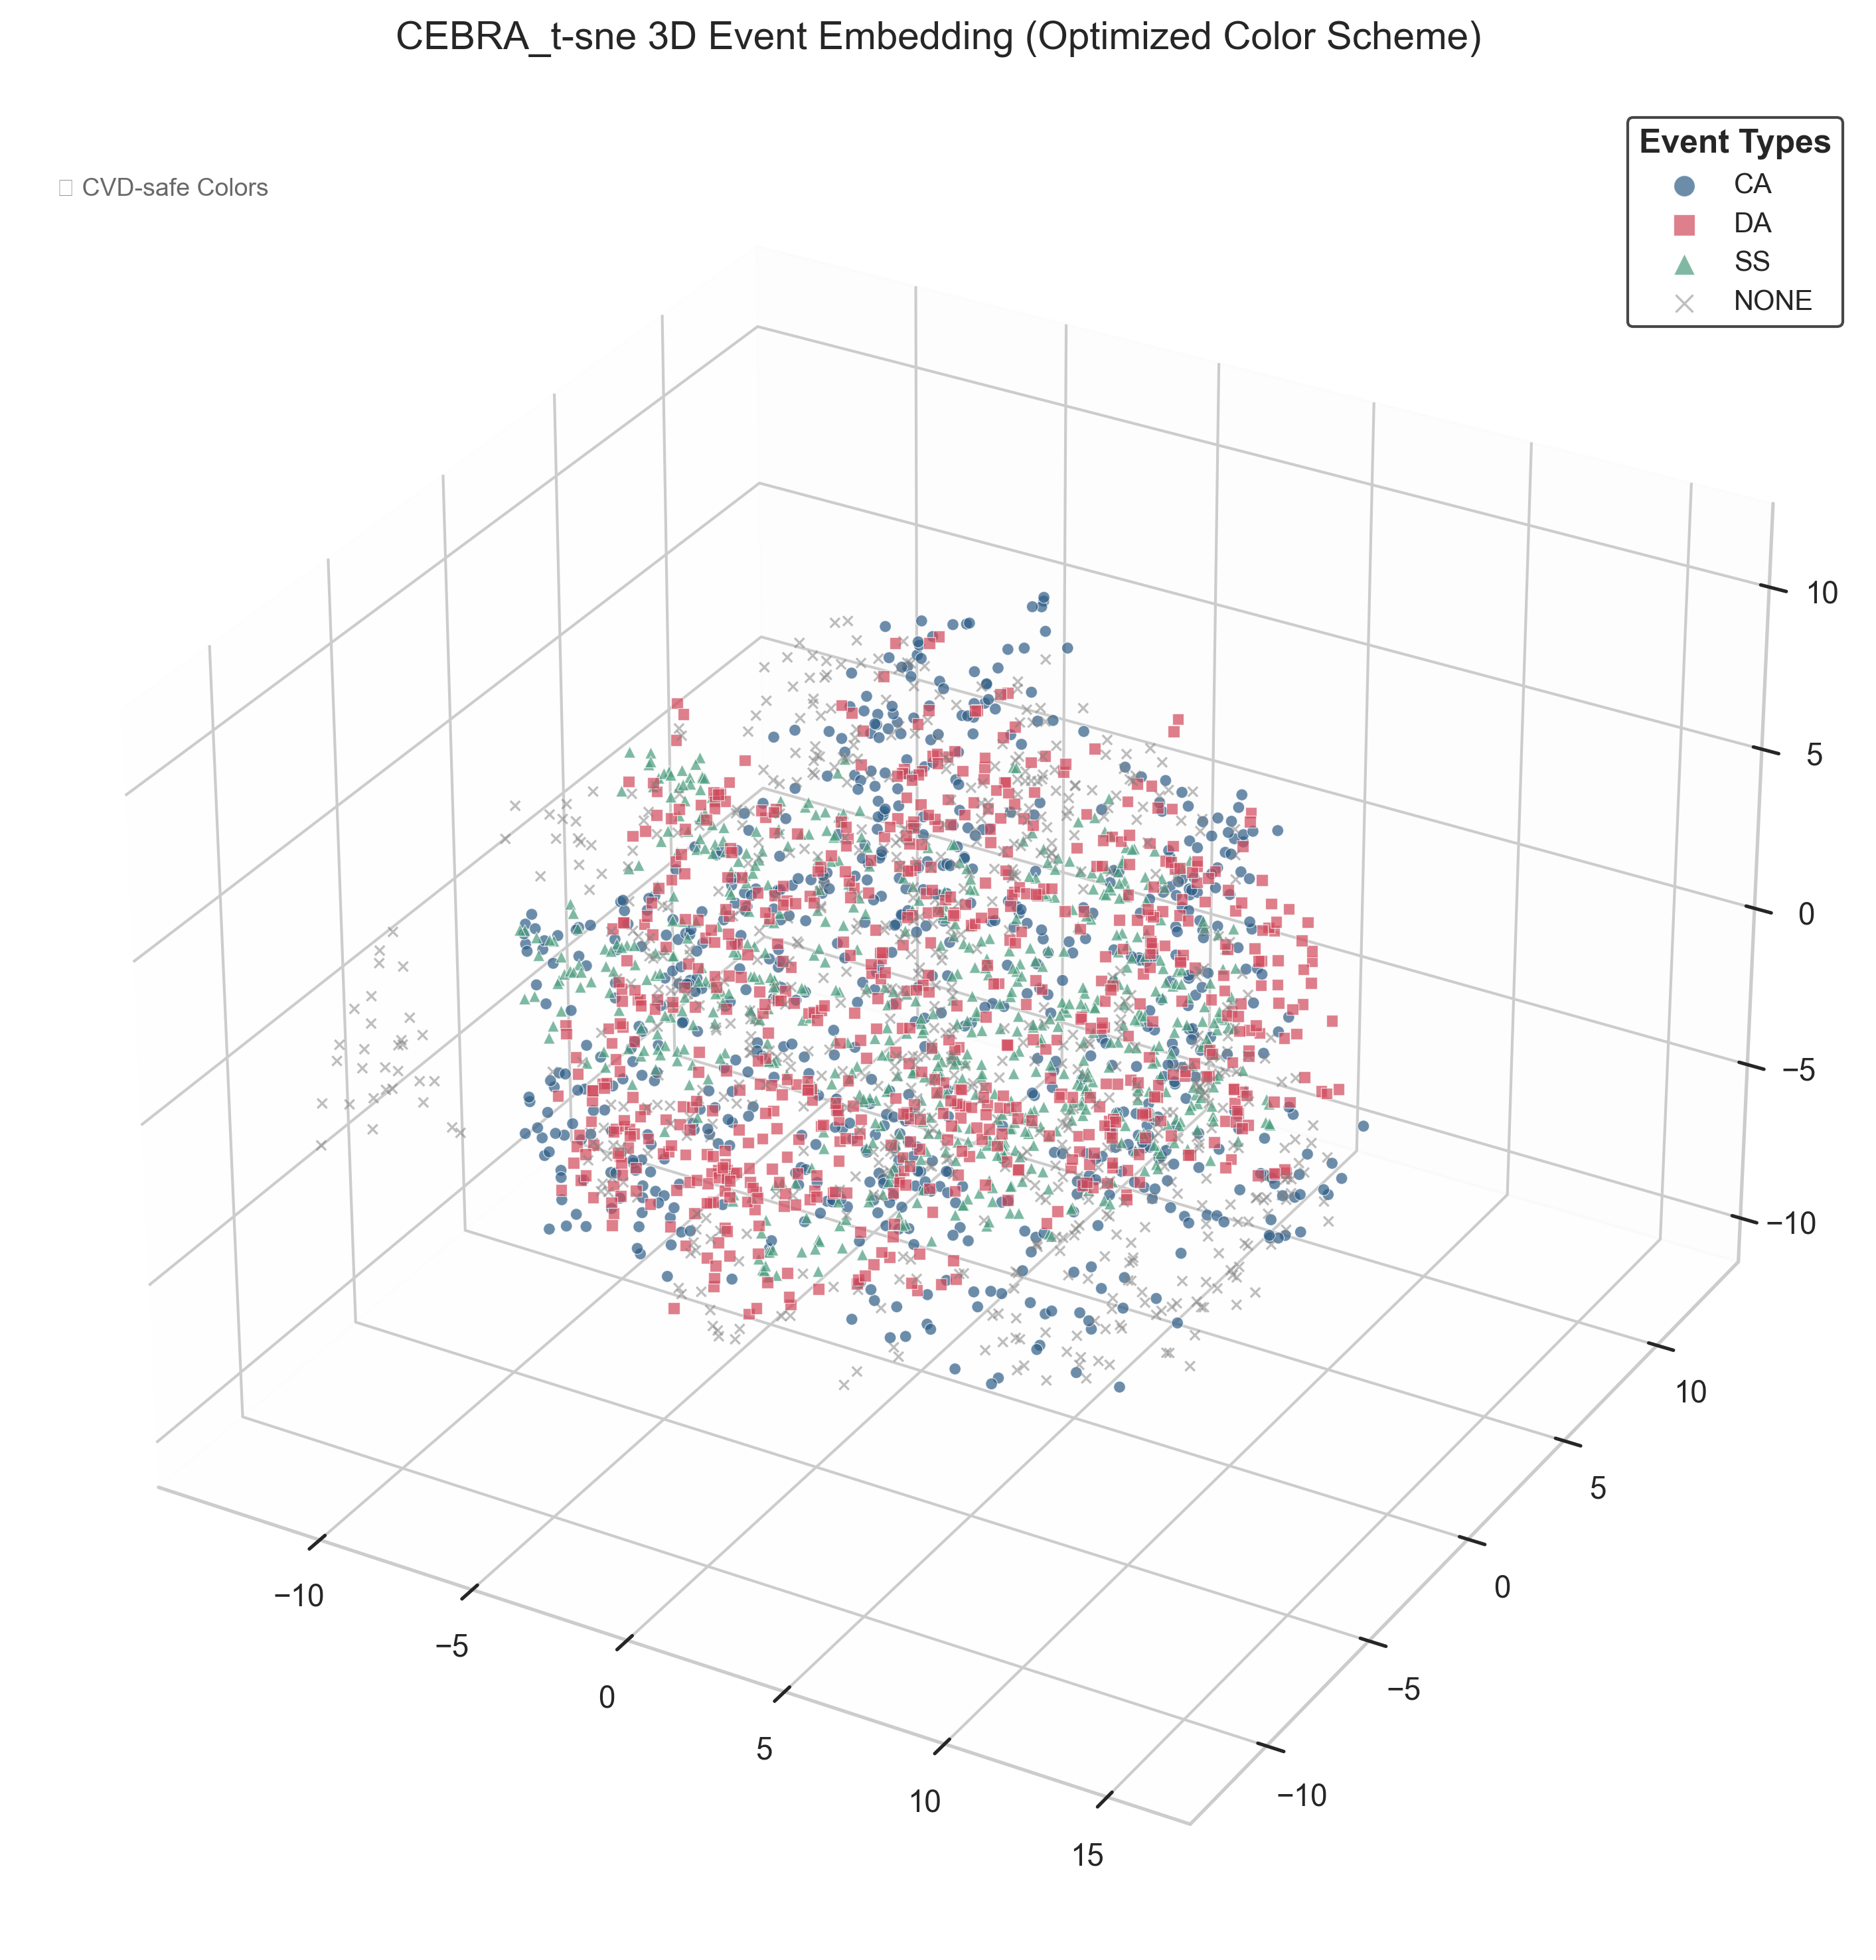 CEBRA_t-sne 3D Event Embedding (Optimized Color Scheme)
Event Types
CA
DA
SS
NONE
□ CVD-safe Colors
10
5
0
−5
−10
10
5
0
−5
−10
−10
−5
0
5
10
15